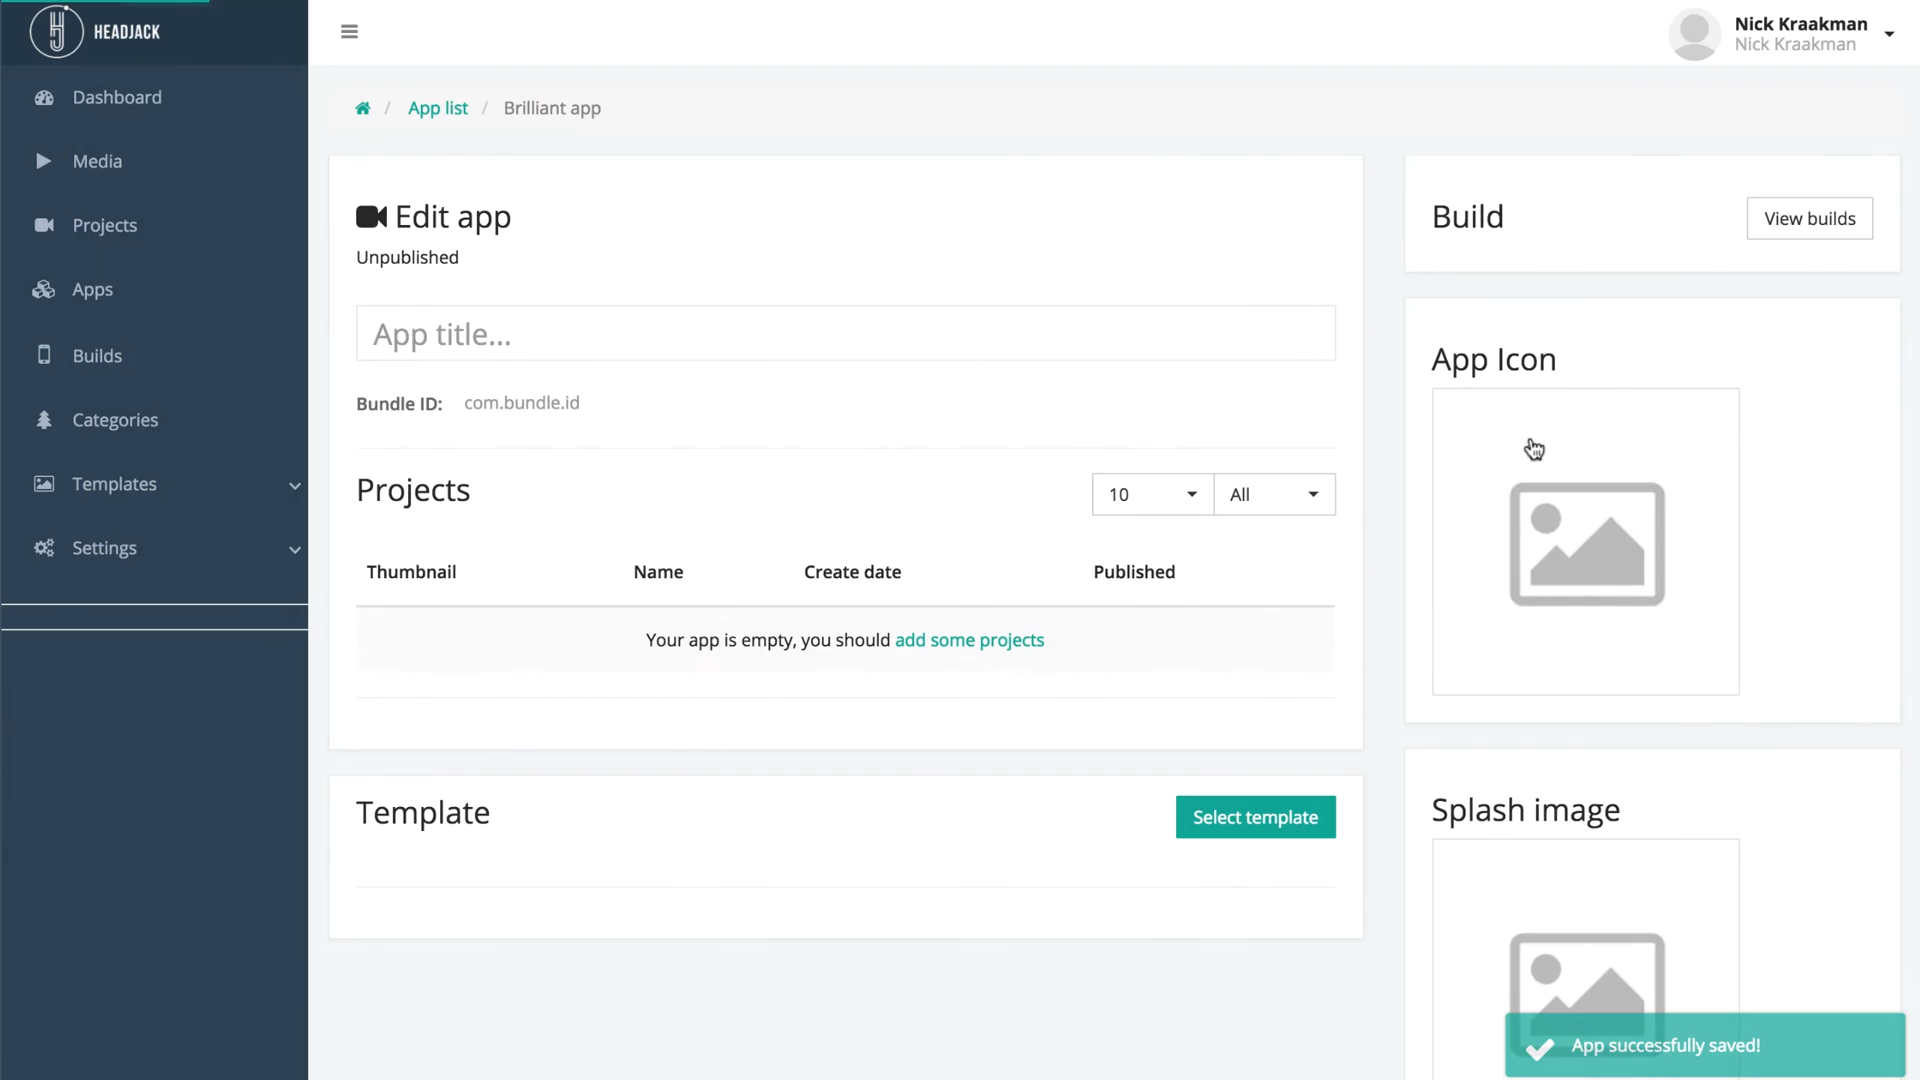 HEADJACK
Nick Kraakman
Nick Kraakman
Dashboard
Media
Projects
Apps
Builds
Categories
Templates
Settings
/ App list / Brilliant app
Edit app
Unpublished
App title...
Bundle ID: com.bundle.id
Projects
10 All
Thumbnail Name Create date Published
Your app is empty, you should add some projects
Template
Select template
Build
View builds
App Icon
Splash image
App successfully saved!